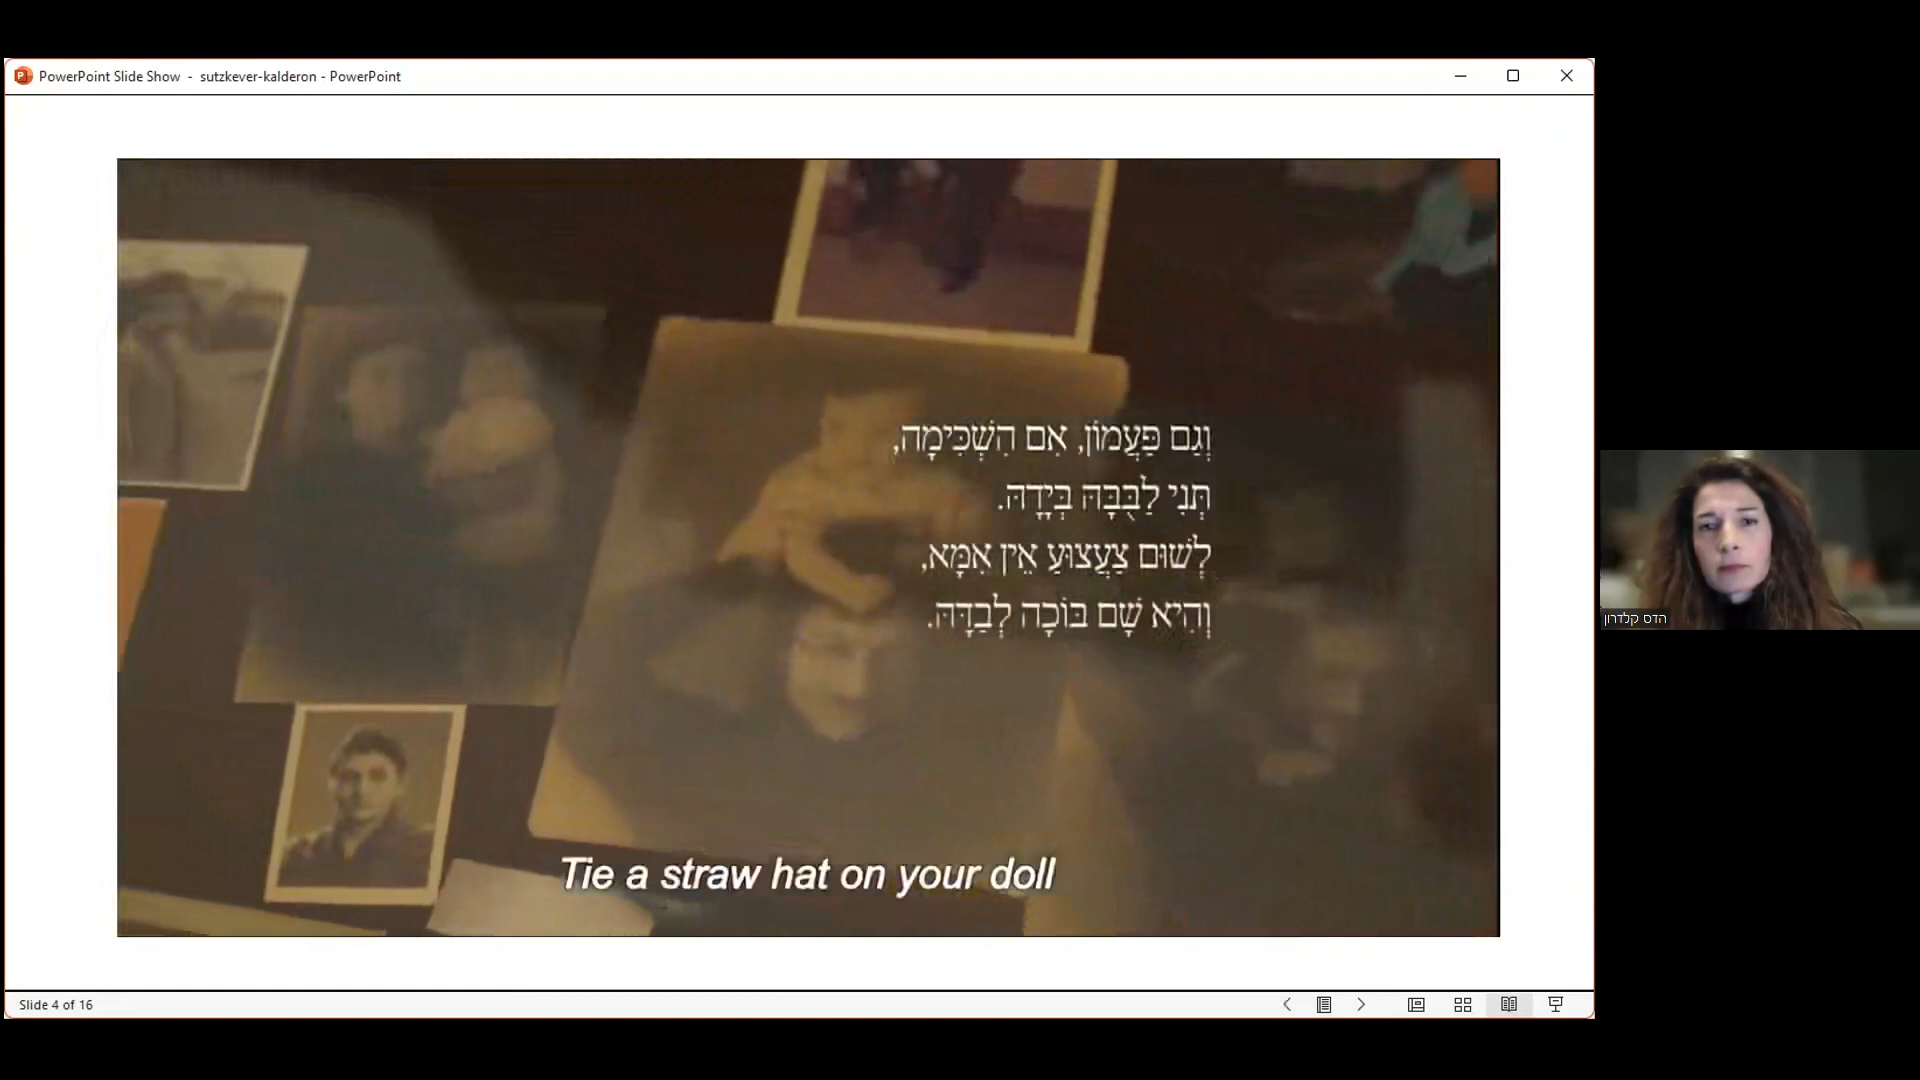 PowerPoint Slide Show - sutzkever-kalderon - PowerPoint
וְגַם פַּעֲמוֹן, אִם הִשְׁכִּימָה,
תְּנִי לַבֻּבָּהּ בְּיָדָהּ.
לְשׁוּם צַעֲצוּעַ אֵין אִמָּא,
וְהִיא שָׁם בּוֹכָה לְבַדָּהּ.
Tie a straw hat on your doll
הדס קלדרון
Slide 4 of 16